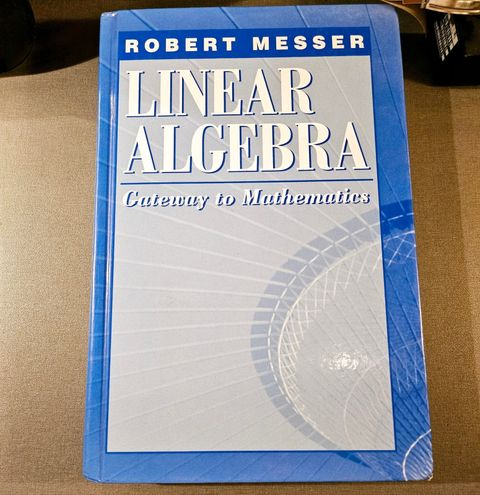 ROBERT MESSER
LINEAR
ALGEBRA
Gateway to Mathematics